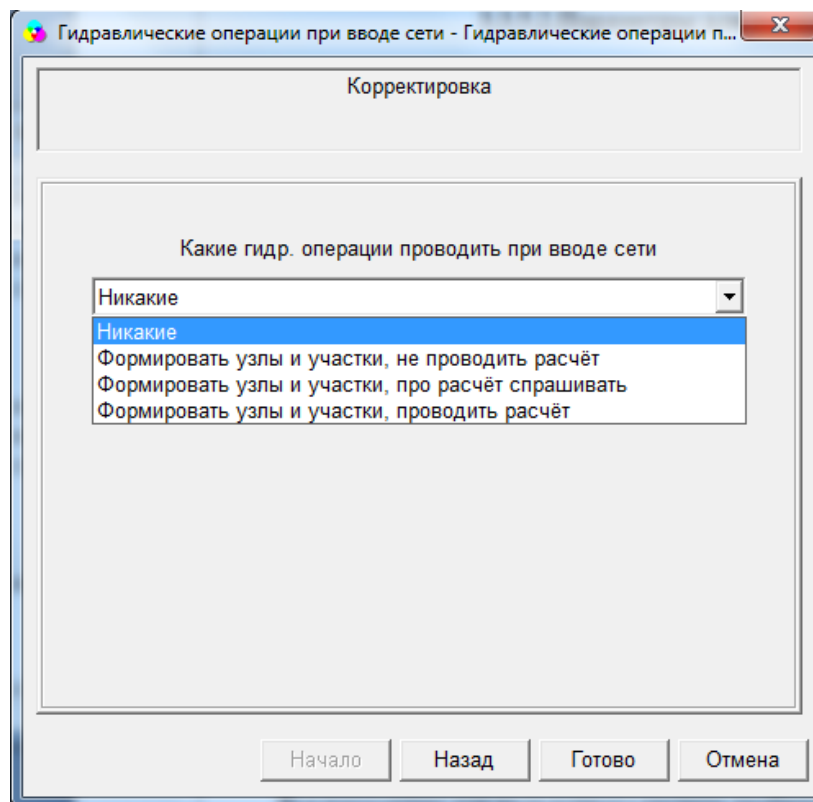 Гидравлические операции при вводе сети - Гидравлические операции п...
Корректировка
Какие гидр. операции проводить при вводе сети
Никакие
Никакие
Формировать узлы и участки, не проводить расчёт
Формировать узлы и участки, про расчёт спрашивать
Формировать узлы и участки, проводить расчёт
Начало Назад Готово Отмена